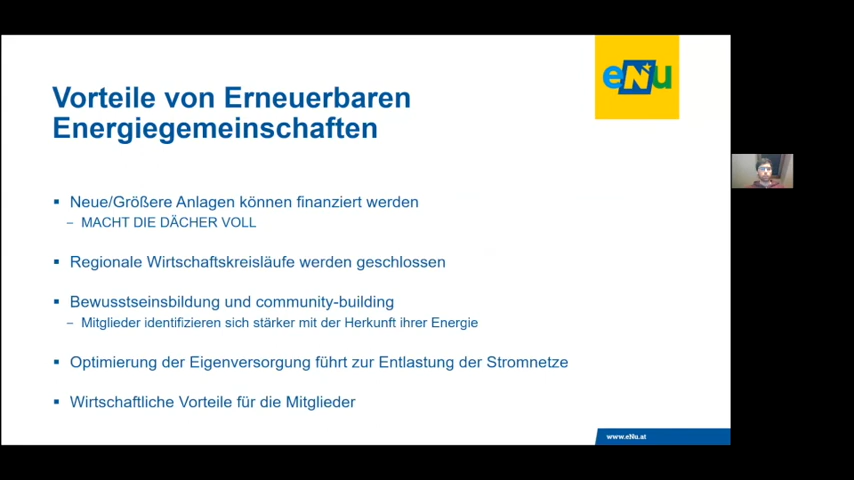 eNu
Vorteile von Erneuerbaren
Energiegemeinschaften
▪ Neue/Größere Anlagen können finanziert werden
– MACHT DIE DÄCHER VOLL
▪ Regionale Wirtschaftskreisläufe werden geschlossen
▪ Bewusstseinsbildung und community-building
– Mitglieder identifizieren sich stärker mit der Herkunft ihrer Energie
▪ Optimierung der Eigenversorgung führt zur Entlastung der Stromnetze
▪ Wirtschaftliche Vorteile für die Mitglieder
www.eNu.at